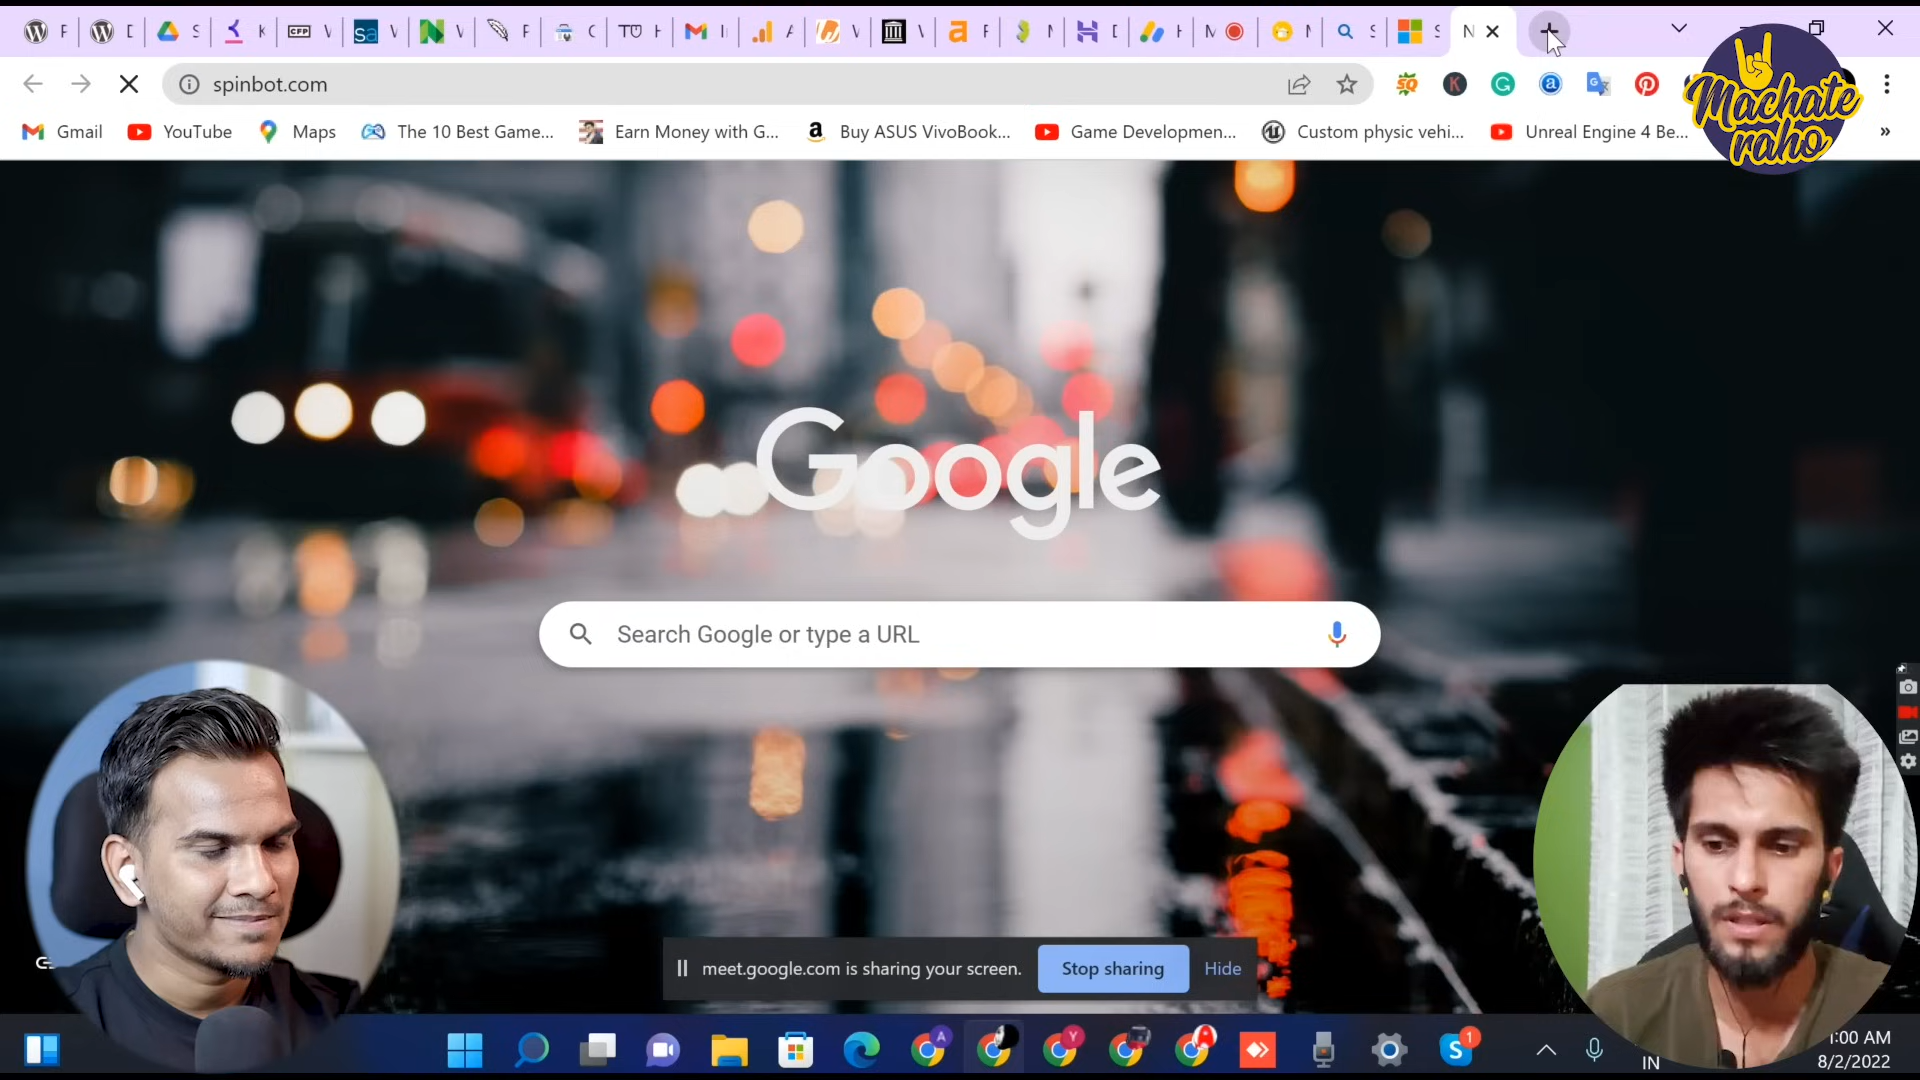 N
spinbot.com
Gmail
YouTube
Maps
The 10 Best Game...
Earn Money with G...
Buy ASUS VivoBook...
Game Developmen...
Custom physic vehi...
Unreal Engine 4 Be...
»
Machate
raho
Google
Search Google or type a URL
meet.google.com is sharing your screen.
Stop sharing
Hide
IN
1:00 AM
8/2/2022